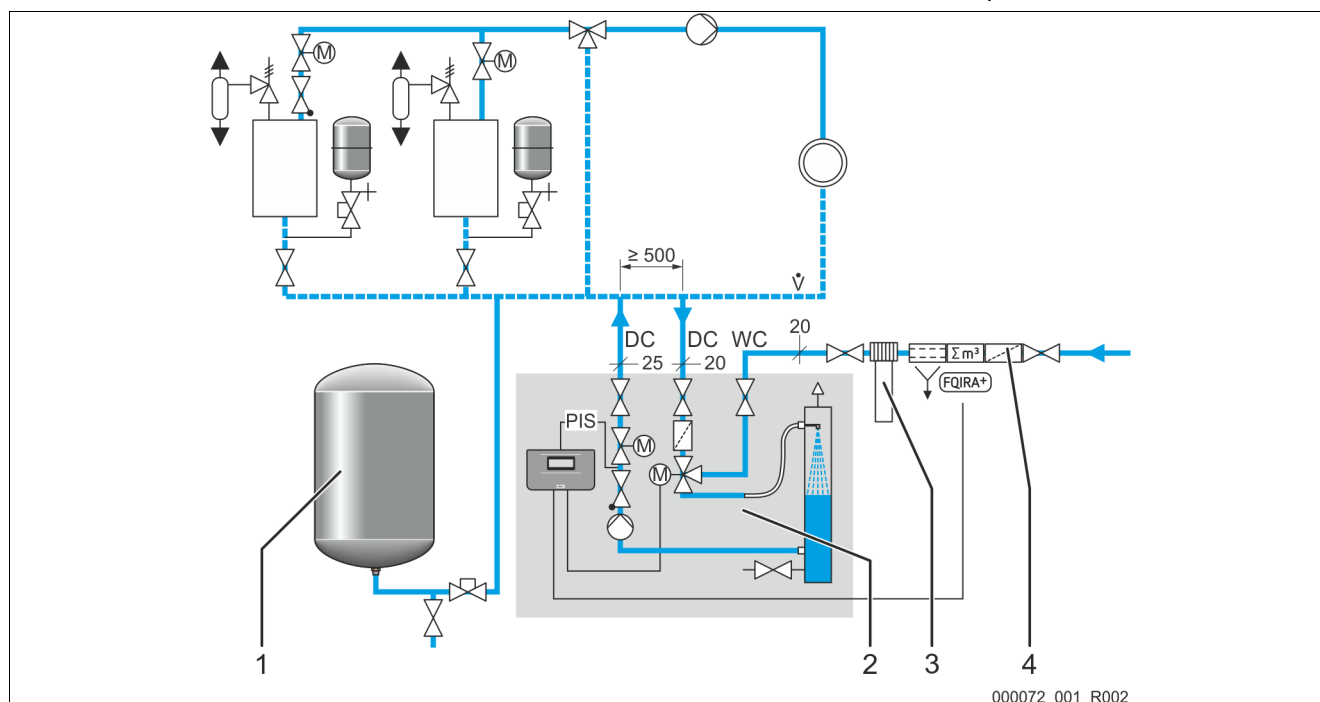 M
M
≥ 500
V̇
DC
25
DC
20
WC
20
Σm³
FQIRA+
PIS
M
M
1
2
3
4
000072_001_R002